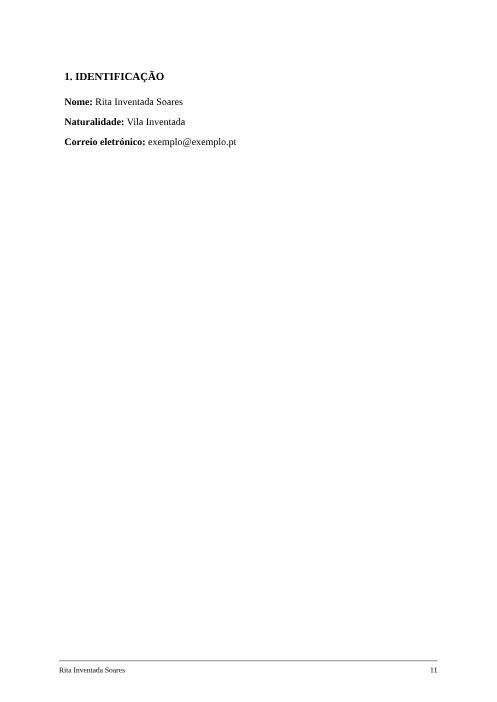 1. IDENTIFICAÇÃO
Nome: Rita Inventada Soares
Naturalidade: Vila Inventada
Correio eletrónico: exemplo@exemplo.pt
Rita Inventada Soares 11